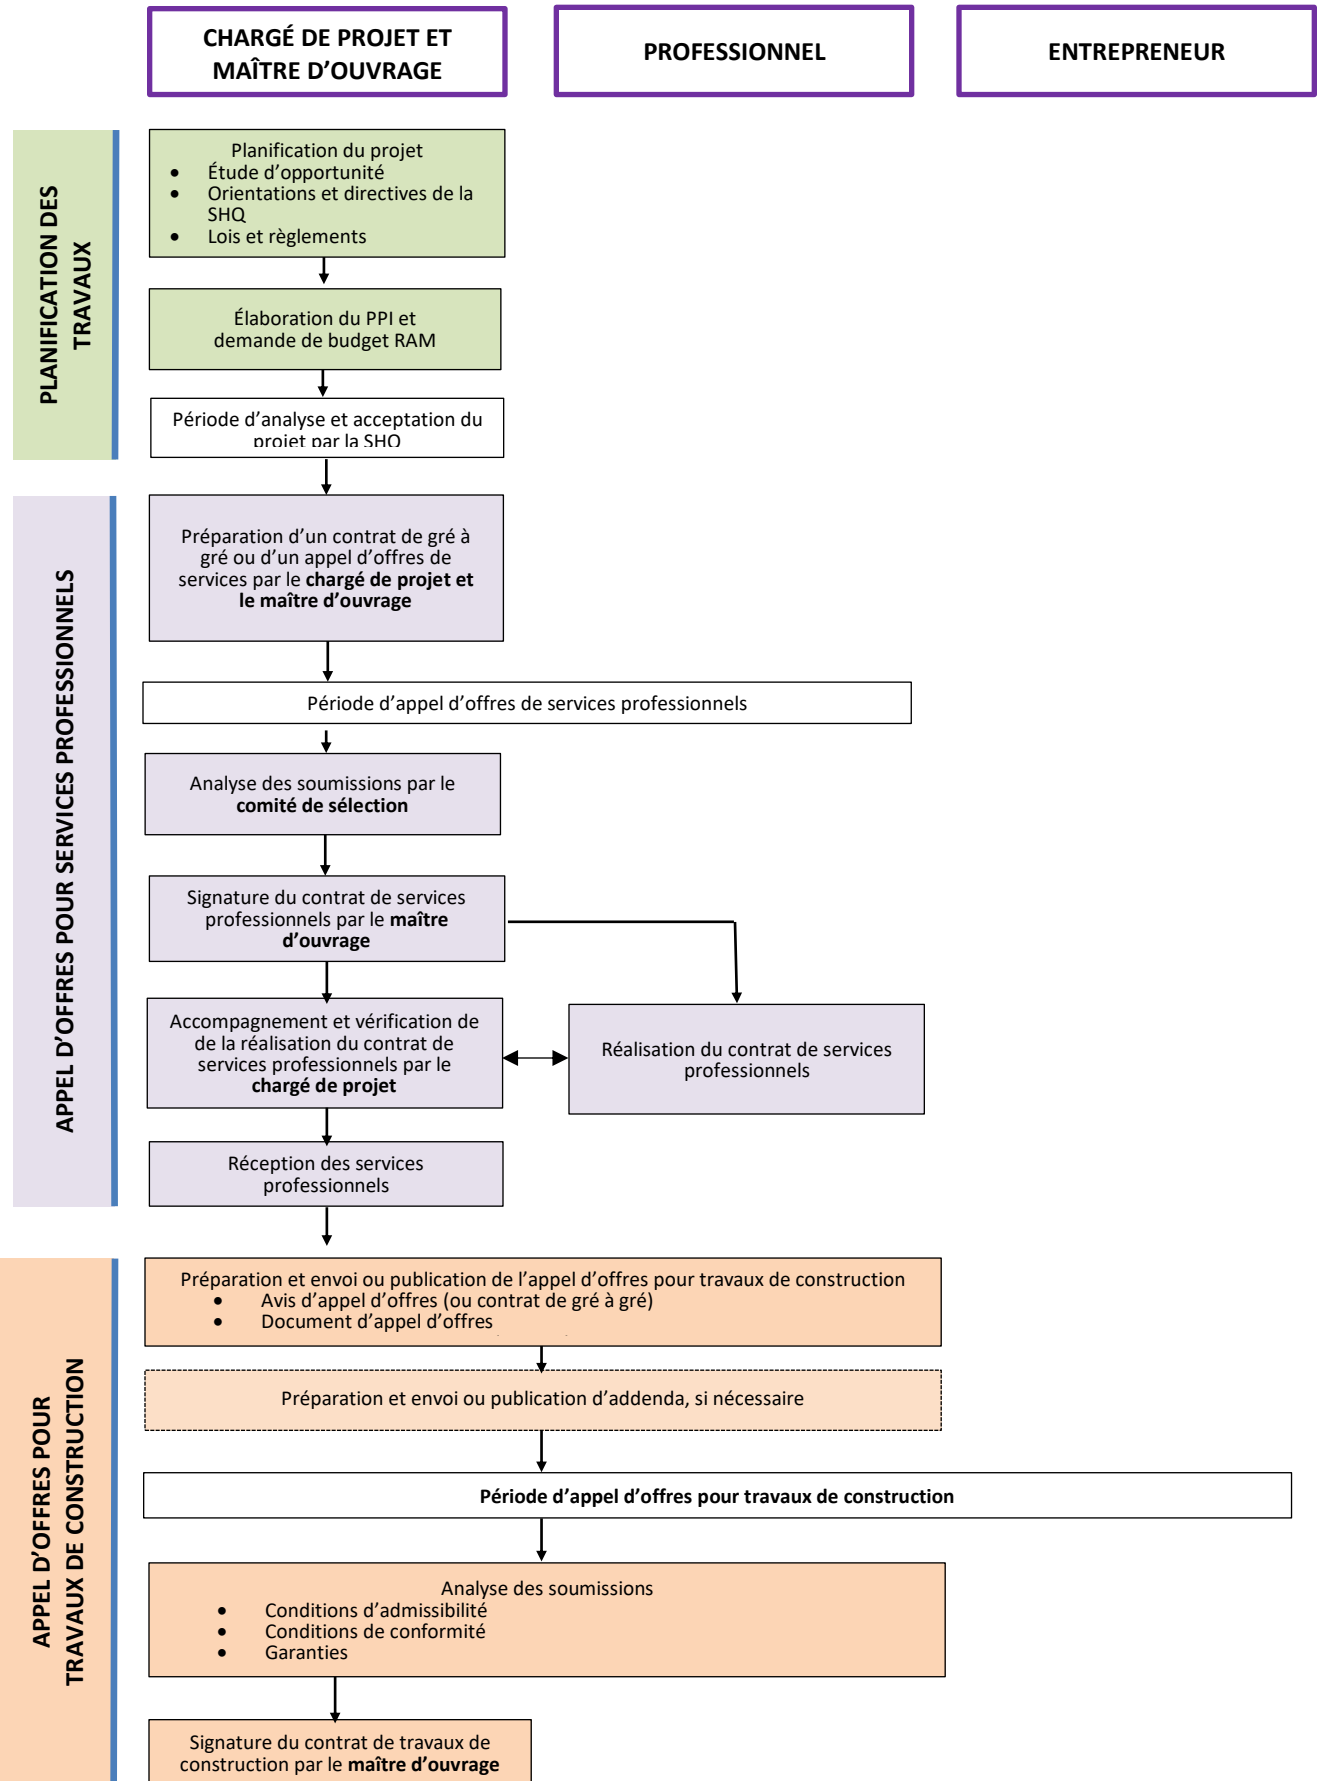 CHARGÉ DE PROJET ET
MAÎTRE D'OUVRAGE
PROFESSIONNEL
ENTREPRENEUR
PLANIFICATION DES
TRAVAUX
Planification du projet
• Étude d'opportunité
• Orientations et directives de la
SHQ
• Lois et règlements
Élaboration du PPI et
demande de budget RAM
Période d'analyse et acceptation du
projet par la SHQ
APPEL D'OFFRES POUR SERVICES PROFESSIONNELS
Préparation d'un contrat de gré à
gré ou d'un appel d'offres de
services par le chargé de projet et
le maître d'ouvrage
Période d'appel d'offres de services professionnels
Analyse des soumissions par le
comité de sélection
Signature du contrat de services
professionnels par le maître
d'ouvrage
Accompagnement et vérification de
de la réalisation du contrat de
services professionnels par le
chargé de projet
Réalisation du contrat de services
professionnels
Réception des services
professionnels
APPEL D'OFFRES POUR
TRAVAUX DE CONSTRUCTION
Préparation et envoi ou publication de l'appel d'offres pour travaux de construction
• Avis d'appel d'offres (ou contrat de gré à gré)
• Document d'appel d'offres
Préparation et envoi ou publication d'addenda, si nécessaire
Période d'appel d'offres pour travaux de construction
Analyse des soumissions
• Conditions d'admissibilité
• Conditions de conformité
• Garanties
Signature du contrat de travaux de
construction par le maître d'ouvrage